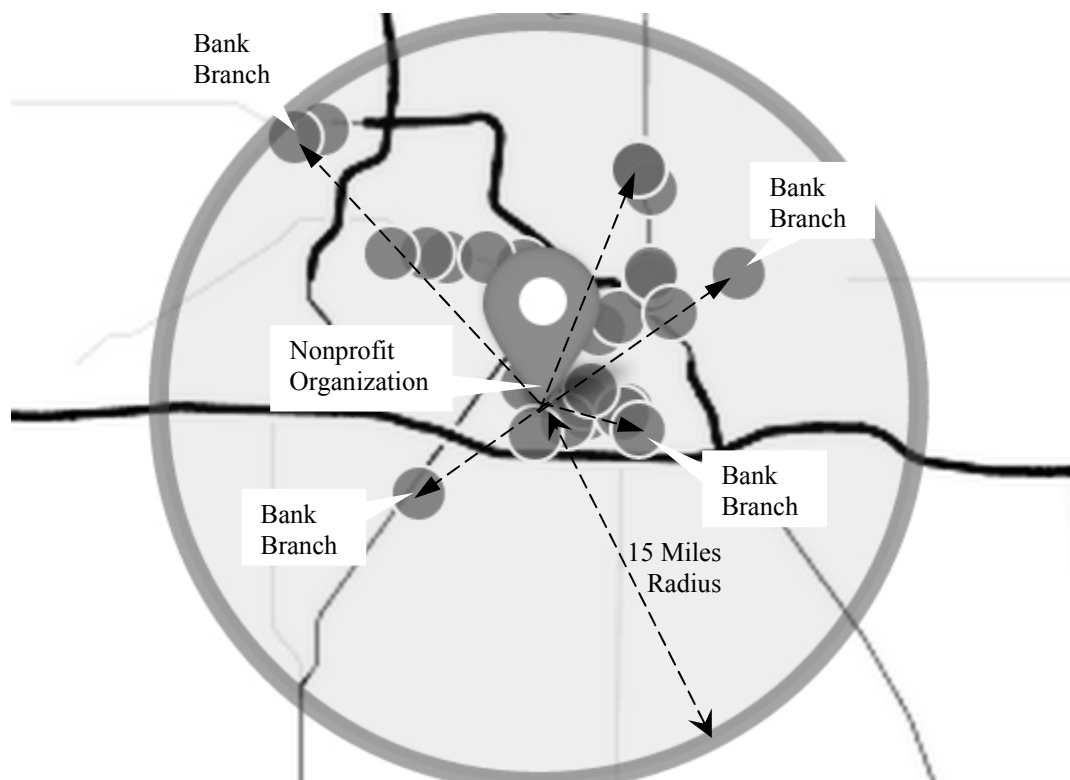 Bank
Branch
Bank
Branch
Nonprofit
Organization
Bank
Branch
Bank
Branch
15 Miles
Radius